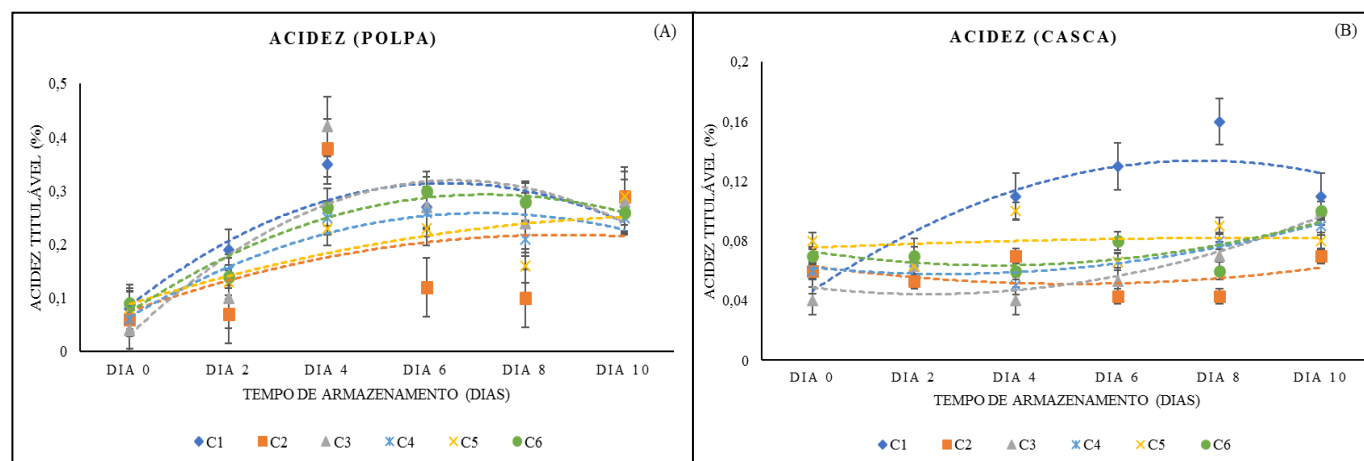 ACIDEZ (POLPA)
(A)
ACIDEZ TITULÁVEL (%)
0,5
0,4
0,3
0,2
0,1
0
DIA 0 DIA 2 DIA 4 DIA 6 DIA 8 DIA 10
TEMPO DE ARMAZENAMENTO (DIAS)
C1 C2 C3 C4 C5 C6
ACIDEZ (CASCA)
(B)
ACIDEZ TITULÁVEL (%)
0,2
0,16
0,12
0,08
0,04
0
DIA 0 DIA 2 DIA 4 DIA 6 DIA 8 DIA 10
TEMPO DE ARMAZENAMENTO (DIAS)
C1 C2 C3 C4 C5 C6